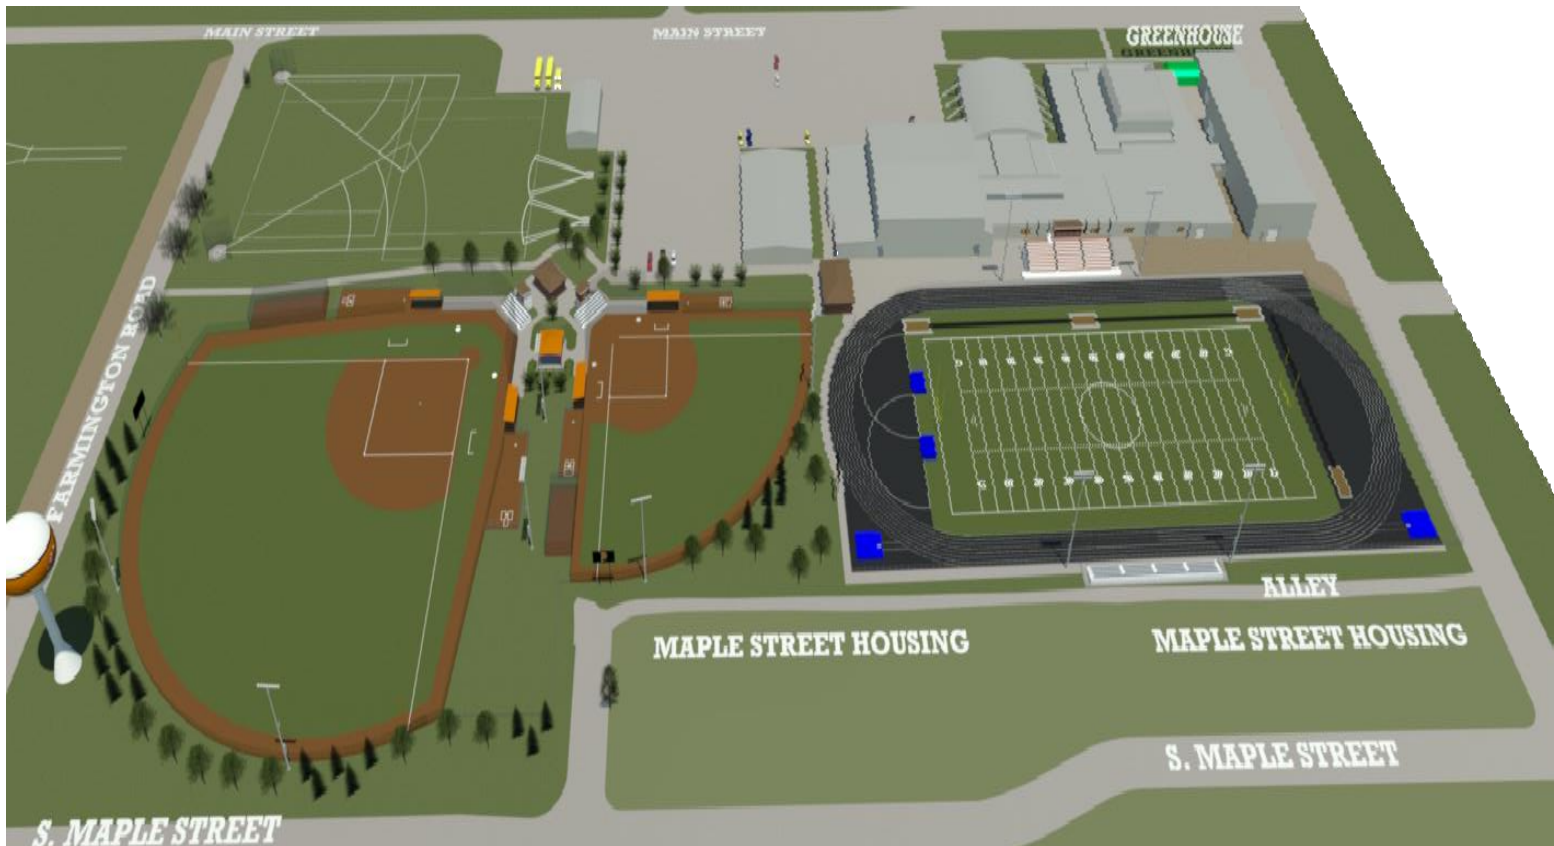 MAIN STREET
MAIN STREET
GREENHOUSE
FARMINGTON ROAD
ALLEY
MAPLE STREET HOUSING
MAPLE STREET HOUSING
S. MAPLE STREET
S. MAPLE STREET